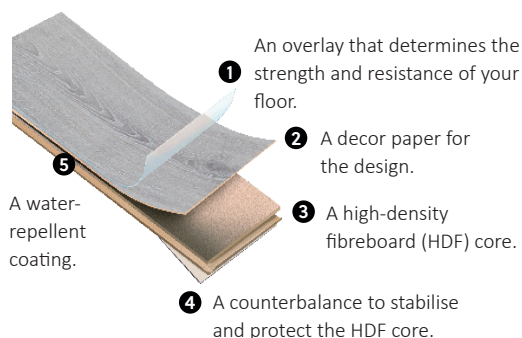 1 An overlay that determines the
strength and resistance of your
floor.
2 A decor paper for
the design.
3 A high-density
fibreboard (HDF) core.
4 A counterbalance to stabilise
and protect the HDF core.
5
A water-
repellent
coating.